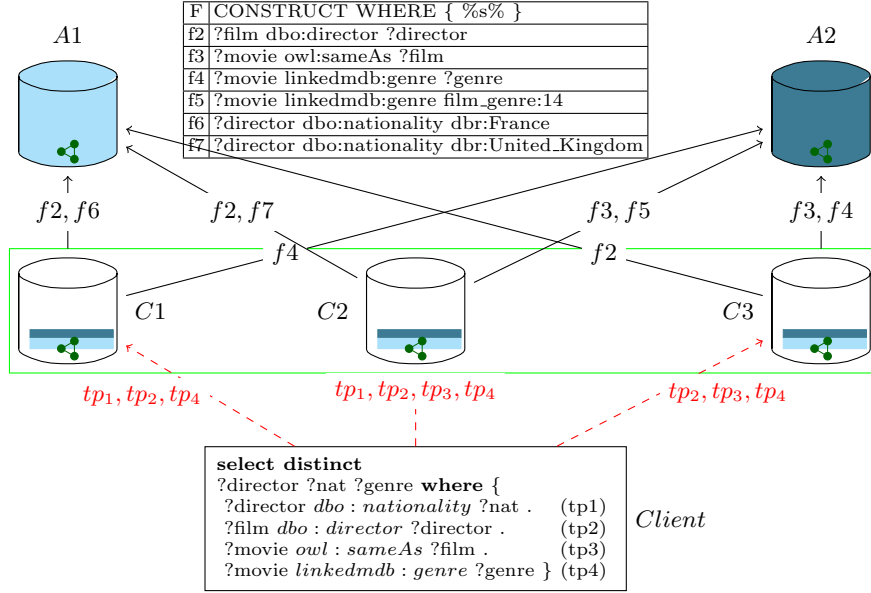 F CONSTRUCT WHERE { %s% }
f2 ?film dbo:director ?director
f3 ?movie owl:sameAs ?film
f4 ?movie linkedmdb:genre ?genre
f5 ?movie linkedmdb:genre film_genre:14
f6 ?director dbo:nationality dbr:France
f7 ?director dbo:nationality dbr:United_Kingdom
A1
A2
f2, f6
f2, f7
f3, f5
f3, f4
f4
f2
C1
C2
C3
tp1, tp2, tp4
tp1, tp2, tp3, tp4
tp2, tp3, tp4
select distinct
?director ?nat ?genre where {
?director dbo : nationality ?nat . (tp1)
?film dbo : director ?director . (tp2)
?movie owl : sameAs ?film . (tp3)
?movie linkedmdb : genre ?genre } (tp4)
Client